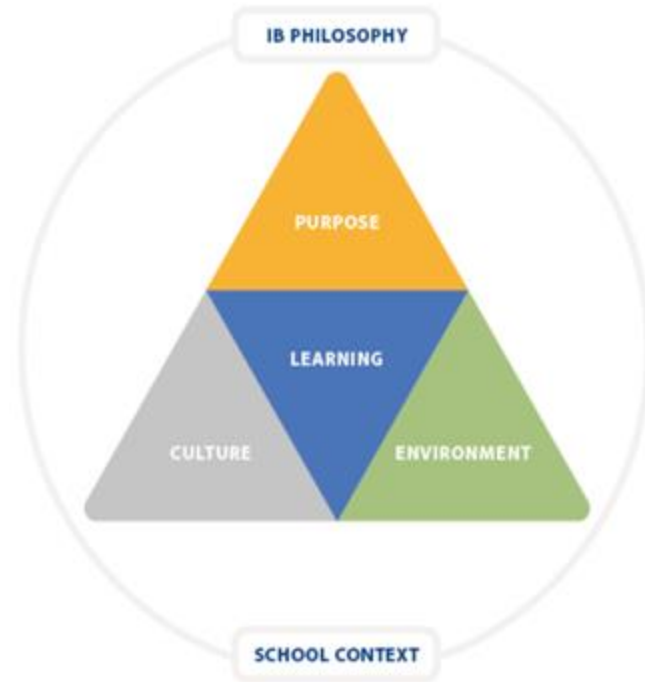 IB PHILOSOPHY
PURPOSE
LEARNING
CULTURE
ENVIRONMENT
SCHOOL CONTEXT